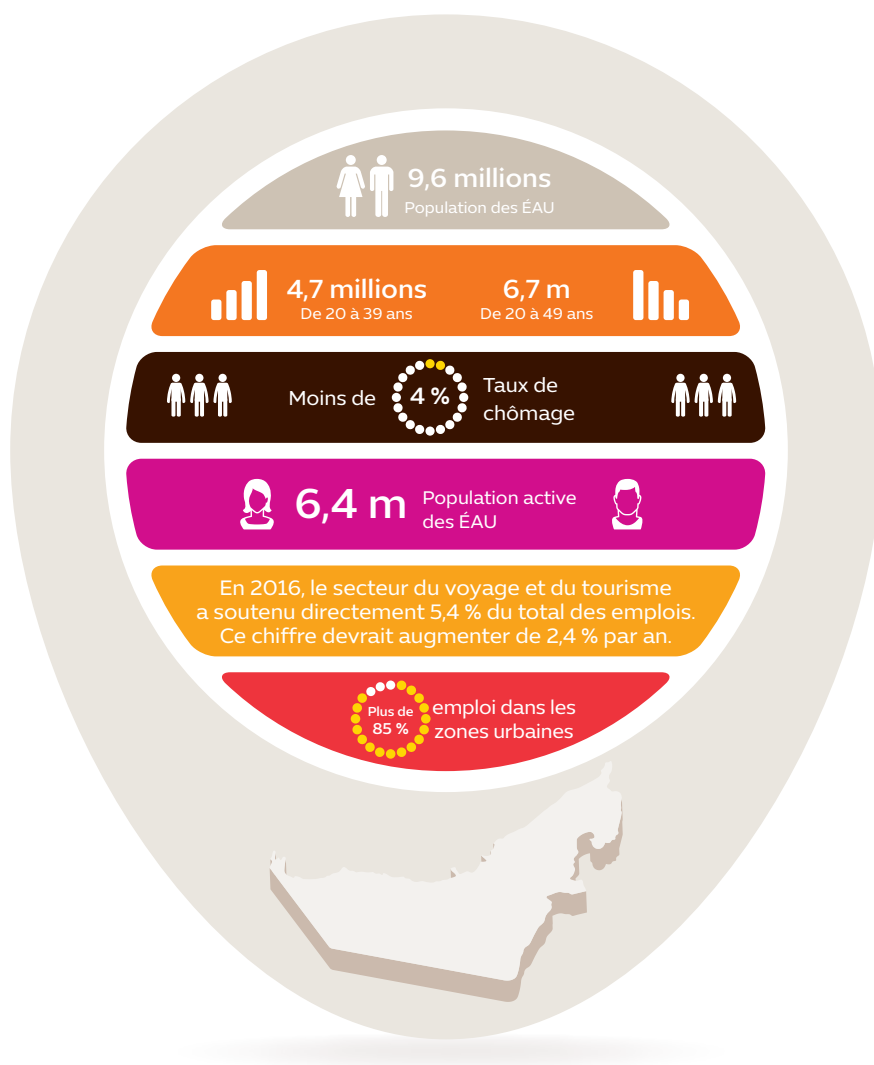 9,6 millions
Population des ÉAU
4,7 millions
De 20 à 39 ans
6,7 m
De 20 à 49 ans
Moins de
4 %
Taux de
chômage
6,4 m
Population active
des ÉAU
En 2016, le secteur du voyage et du tourisme
a soutenu directement 5,4 % du total des emplois.
Ce chiffre devrait augmenter de 2,4 % par an.
Plus de
85 %
emploi dans les
zones urbaines